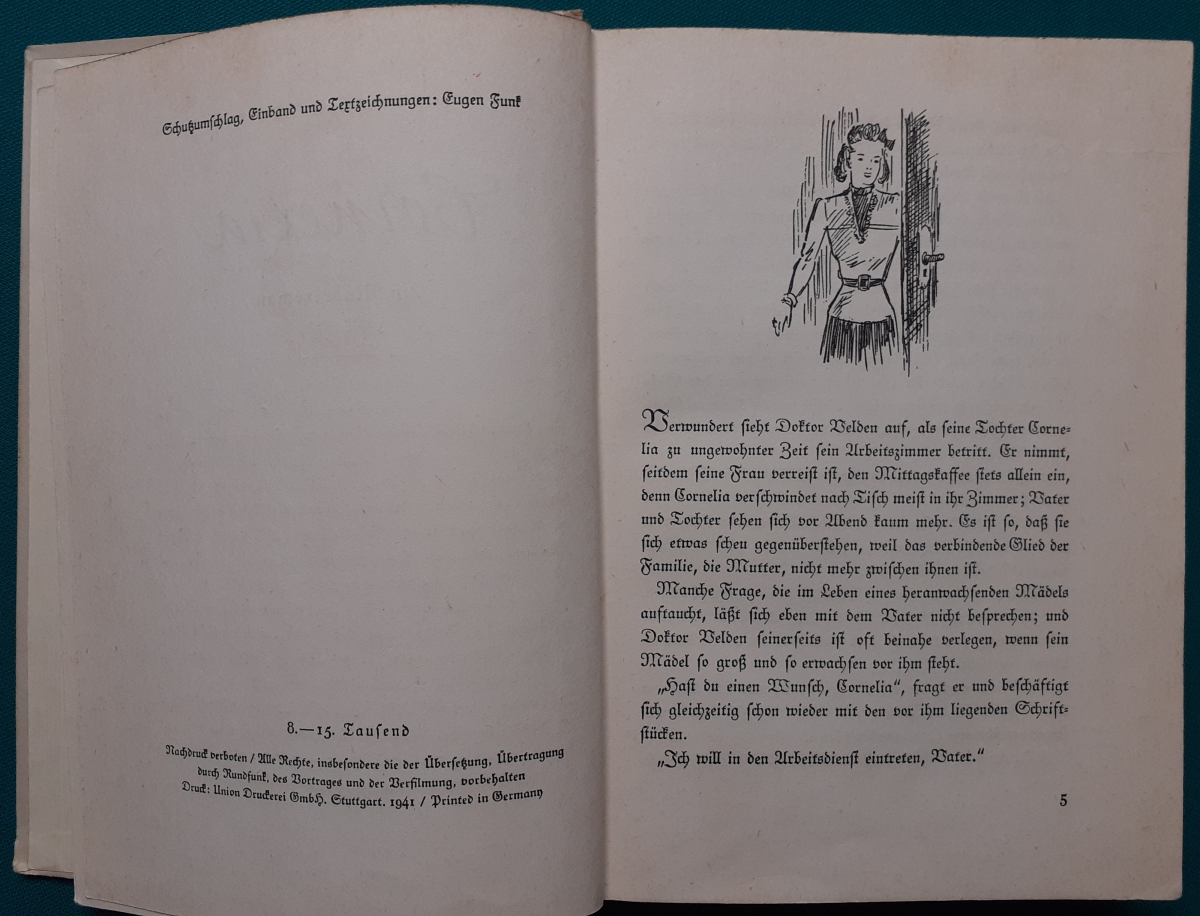 Schutzumschlag, Einband und Textzeichnungen: Eugen Funk
8.—15. Tausend
Nachdruck verboten / Alle Rechte, insbesondere die der Übersetzung, Übertragung
durch Rundfunk, des Vortrages und der Verfilmung, vorbehalten
Druck: Union Druckerei GmbH. Stuttgart. 1941 / Printed in Germany
Verwundert sieht Doktor Velden auf, als seine Tochter Corne-
lia zu ungewohnter Zeit sein Arbeitszimmer betritt. Er nimmt,
seitdem seine Frau verreist ist, den Mittagskaffee stets allein ein,
denn Cornelia verschwindet nach Tisch meist in ihr Zimmer; Vater
und Tochter sehen sich vor Abend kaum mehr. Es ist so, daß sie
sich etwas scheu gegenüberstehen, weil das verbindende Glied der
Familie, die Mutter, nicht mehr zwischen ihnen ist.
Manche Frage, die im Leben eines heranwachsenden Mädels
auftaucht, läßt sich eben mit dem Vater nicht besprechen; und
Doktor Velden seinerseits ist oft beinahe verlegen, wenn sein
Mädel so groß und so erwachsen vor ihm steht.
„Hast du einen Wunsch, Cornelia“, fragt er und beschäftigt
sich gleichzeitig schon wieder mit den vor ihm liegenden Schrift-
stücken.
„Ich will in den Arbeitsdienst eintreten, Vater.“
5